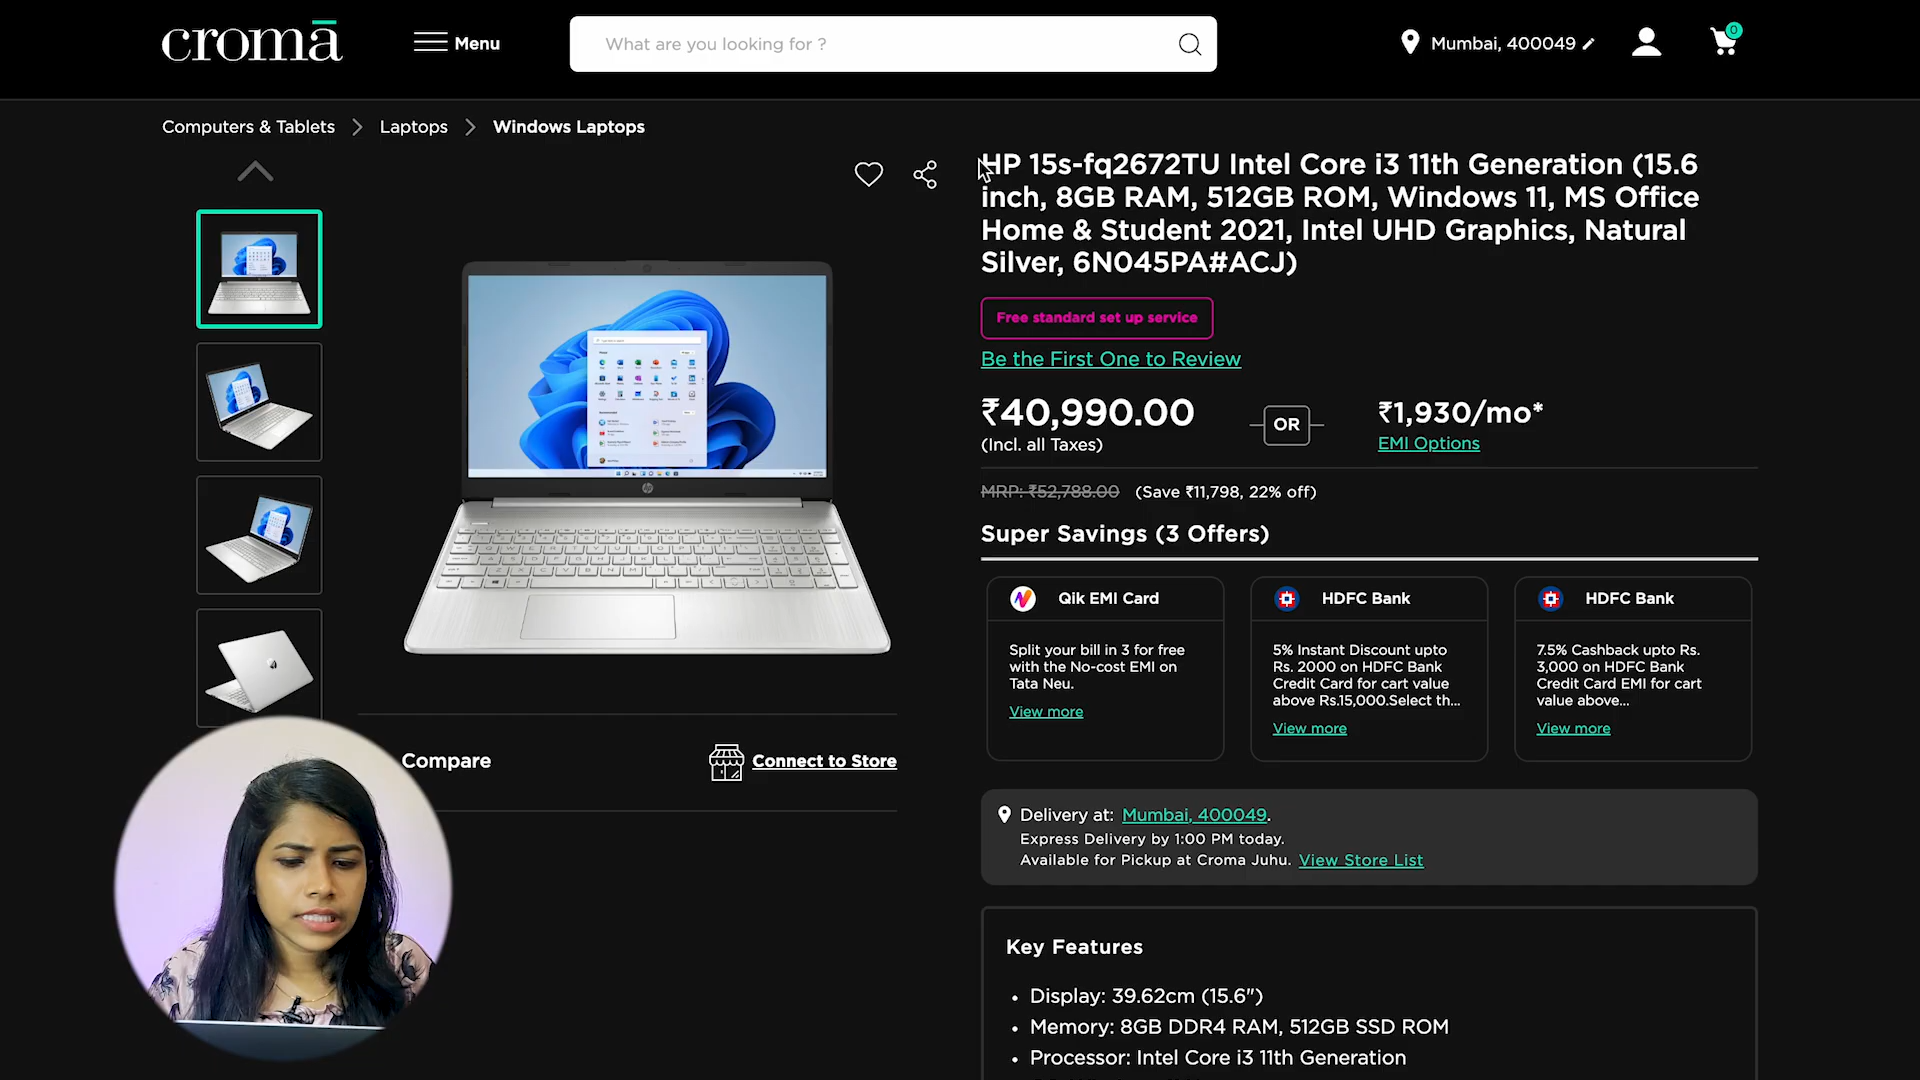 cromā
Menu
What are you looking for ?
Mumbai, 400049
0
Computers & Tablets
Laptops
Windows Laptops
HP 15s-fq2672TU Intel Core i3 11th Generation (15.6
inch, 8GB RAM, 512GB ROM, Windows 11, MS Office
Home & Student 2021, Intel UHD Graphics, Natural
Silver, 6N045PA#ACJ)
Free standard set up service
Be the First One to Review
₹40,990.00
(Incl. all Taxes)
OR
₹1,930/mo*
EMI Options
MRP: ₹52,788.00 (Save ₹11,798, 22% off)
Super Savings (3 Offers)
Qik EMI Card
Split your bill in 3 for free
with the No-cost EMI on
Tata Neu.
View more
HDFC Bank
5% Instant Discount upto
Rs. 2000 on HDFC Bank
Credit Card for cart value
above Rs.15,000.Select th...
View more
HDFC Bank
7.5% Cashback upto Rs.
3,000 on HDFC Bank
Credit Card EMI for cart
value above...
View more
Compare
Connect to Store
Delivery at: Mumbai, 400049.
Express Delivery by 1:00 PM today.
Available for Pickup at Croma Juhu. View Store List
Key Features
• Display: 39.62cm (15.6")
• Memory: 8GB DDR4 RAM, 512GB SSD ROM
• Processor: Intel Core i3 11th Generation